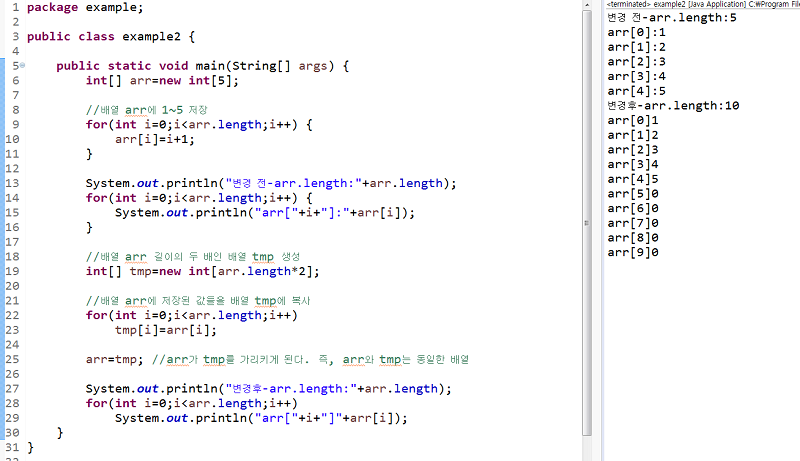 1 package example;
2
3 public class example2 {
4
5 public static void main(String[] args) {
6 int[] arr=new int[5];
7
8 //배열 arr에 1~5 저장
9 for(int i=0;i<arr.length;i++) {
10 arr[i]=i+1;
11 }
12
13 System.out.println("변경 전-arr.length:"+arr.length);
14 for(int i=0;i<arr.length;i++) {
15 System.out.println("arr["+i+"]:"+arr[i]);
16 }
17
18 //배열 arr 길이의 두 배인 배열 tmp 생성
19 int[] tmp=new int[arr.length*2];
20
21 //배열 arr에 저장된 값들을 배열 tmp에 복사
22 for(int i=0;i<arr.length;i++)
23 tmp[i]=arr[i];
24
25 arr=tmp; //arr가 tmp를 가리키게 된다. 즉, arr와 tmp는 동일한 배열
26
27 System.out.println("변경후-arr.length:"+arr.length);
28 for(int i=0;i<arr.length;i++)
29 System.out.println("arr["+i+"]"+arr[i]);
30 }
31 }
<terminated> example2 [Java Application] C:₩Program File
변경 전-arr.length:5
arr[0]:1
arr[1]:2
arr[2]:3
arr[3]:4
arr[4]:5
변경후-arr.length:10
arr[0]1
arr[1]2
arr[2]3
arr[3]4
arr[4]5
arr[5]0
arr[6]0
arr[7]0
arr[8]0
arr[9]0